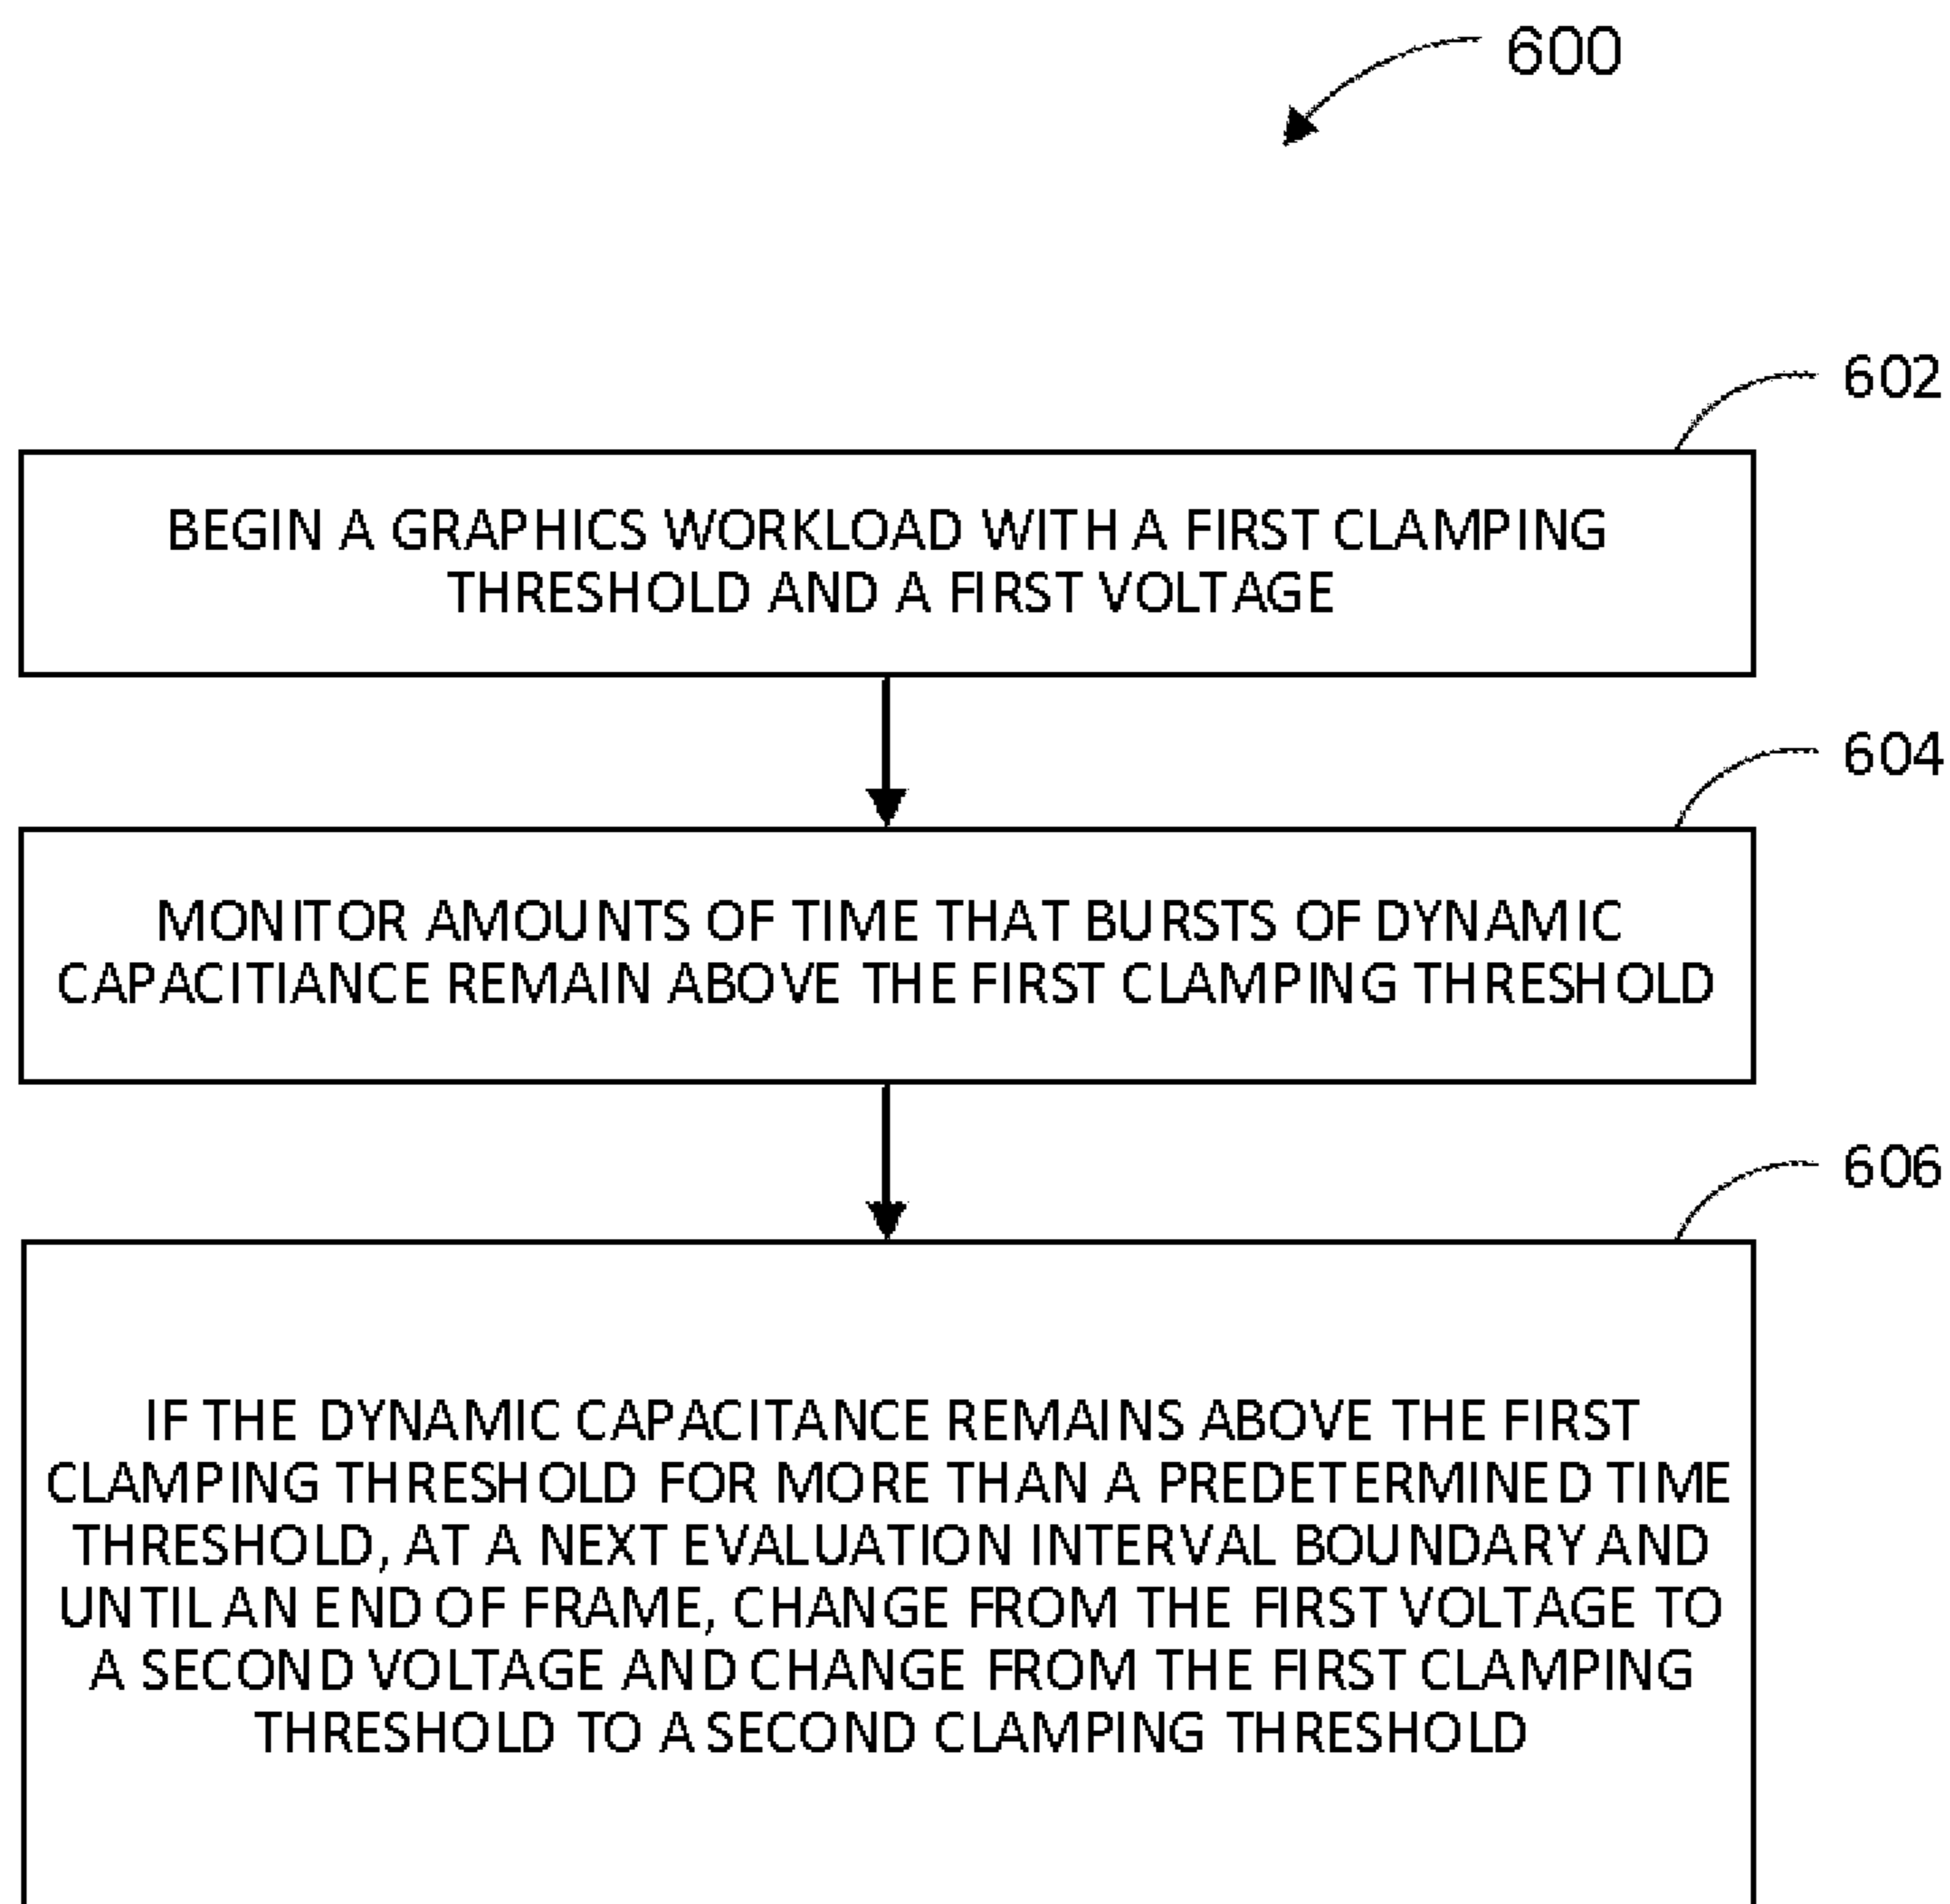 600
602
BEGIN A GRAPHICS WORKLOAD WITH A FIRST CLAMPING
THRESHOLD AND A FIRST VOLTAGE
604
MONITOR AMOUNTS OF TIME THAT BURSTS OF DYNAMIC
CAPACITIANCE REMAIN ABOVE THE FIRST CLAMPING THRESHOLD
606
IF THE DYNAMIC CAPACITANCE REMAINS ABOVE THE FIRST
CLAMPING THRESHOLD FOR MORE THAN A PREDETERMINED TIME
THRESHOLD, AT A NEXT EVALUATION INTERVAL BOUNDARY AND
UNTIL AN END OF FRAME, CHANGE FROM THE FIRST VOLTAGE TO
A SECOND VOLTAGE AND CHANGE FROM THE FIRST CLAMPING
THRESHOLD TO A SECOND CLAMPING THRESHOLD